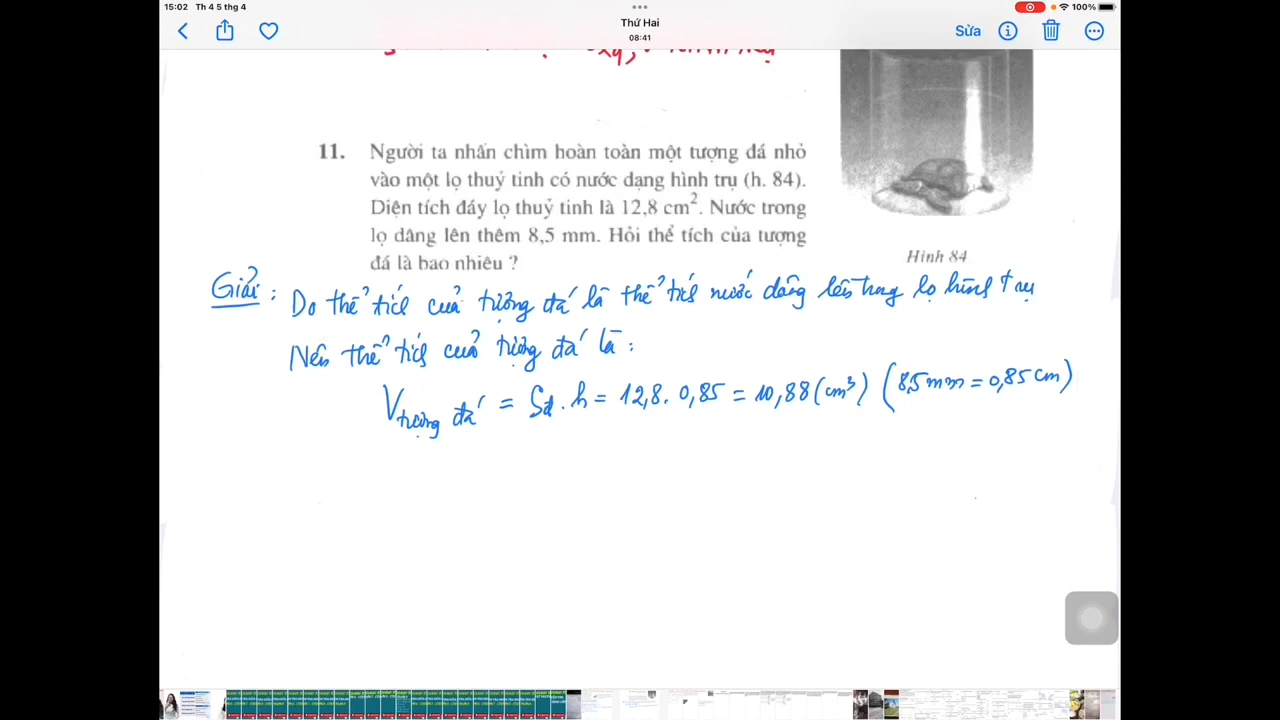 15:02 Th 4 5 thg 4
100%
Thứ Hai
08:41
Sửa
11. Người ta nhấn chìm hoàn toàn một tượng đá nhỏ
vào một lọ thuỷ tinh có nước dạng hình trụ (h. 84).
Diện tích đáy lọ thuỷ tinh là 12,8 cm². Nước trong
lọ dâng lên thêm 8,5 mm. Hỏi thể tích của tượng
đá là bao nhiêu ?
Hình 84
Giải: Do thể tích của tượng đá là thể tích nước dâng lên trong lọ hình trụ
Nên thể tích của tượng đá là:
V tượng đá = Sđ. h = 12,8. 0,85 = 10,88 (cm³) (8,5mm = 0,85cm)